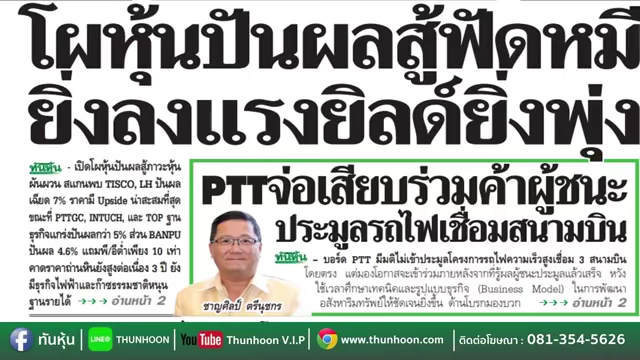 โผหุ้นปันผลสู้ฟัดหมี
ยิ่งลงแรงยิลด์ยิ่งพุ่ง
ทันหุ้น - เปิดโผหุ้นปันผลสู้ภาวะหุ้น
ผันผวน สแกนพบ TISCO, LH ปันผล
เฉียด 7% ราคามี Upside น่าสะสมที่สุด
ขณะที่ PTTGC, INTUCH, และ TOP ฐาน
ธุรกิจแกร่งปันผลกว่า 5% ส่วน BANPU
ปันผล 4.6% แถมพี/อีต่ำเพียง 10 เท่า
คาดราคาถ่านหินยังสูงต่อเนื่อง 3 ปี ยัง
มีธุรกิจไฟฟ้าและก๊าซธรรมชาติหนุน
ฐานรายได้ >>> อ่านหน้า 2
PTTจ่อเสียบร่วมค้าผู้ชนะ
ประมูลรถไฟเชื่อมสนามบิน
ทันหุ้น - บอร์ด PTT มีมติไม่เข้าประมูลโครงการรถไฟความเร็วสูงเชื่อม 3 สนามบิน
โดยตรง แต่มองโอกาสจะเข้าร่วมภายหลังจากที่รู้ผลผู้ชนะประมูลแล้วเสร็จ หวัง
ใช้เวลาศึกษาเทคนิคและรูปแบบธุรกิจ (Business Model) ในการพัฒนา
อสังหาริมทรัพย์ให้ชัดเจนยิ่งขึ้น ด้านโบรกมองบวก >>> อ่านหน้า 2
ชาญศิลป์ ตรีนุชกร
ทันหุ้น | LINE@ THUNHOON | YouTube Thunhoon V.I.P | www.thunhoon.com | ติดต่อโฆษณา : 081-354-5626